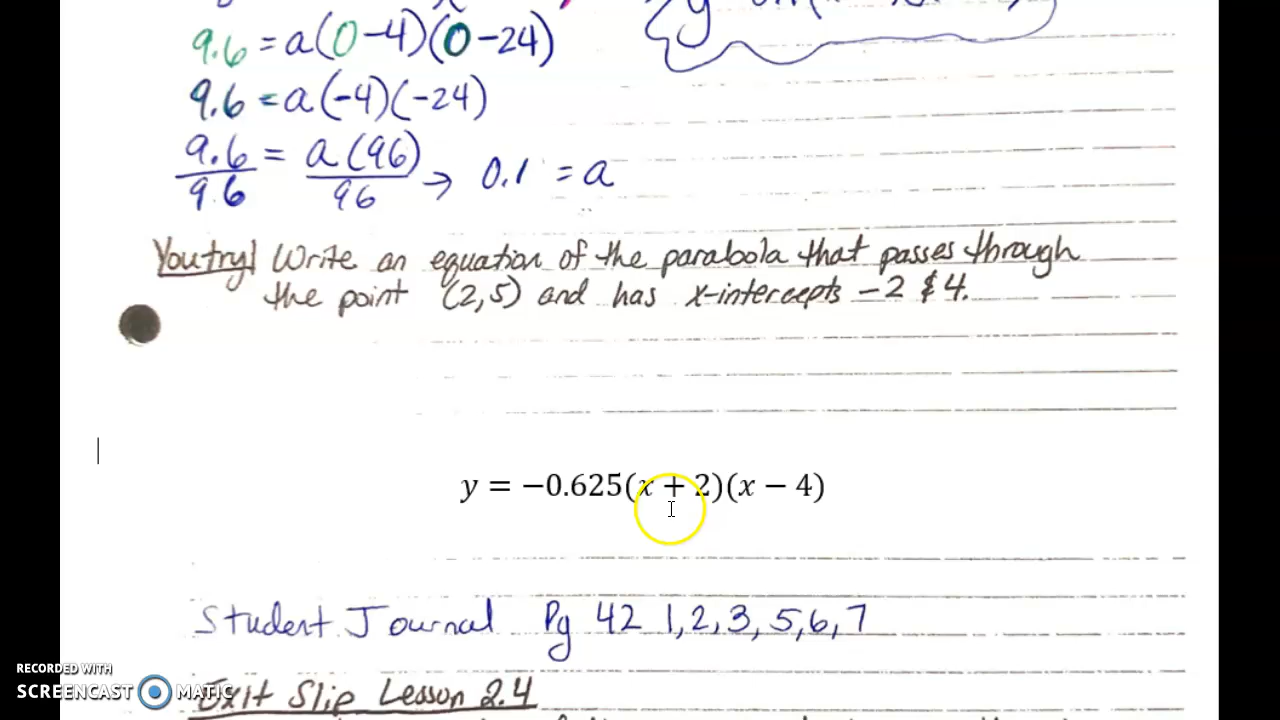 9.6 = a(0-4)(0-24)
9.6 = a(-4)(-24)
9.6 = a(96)
9.6 96 → 0.1 = a
You try! Write an equation of the parabola that passes through
the point (2,5) and has x-intercepts -2 & 4.
y = −0.625(x + 2)(x − 4)
Student Journal Pg 42 1,2,3,5,6,7
RECORDED WITH
SCREENCAST MATIC
Exit Slip Lesson 2.4